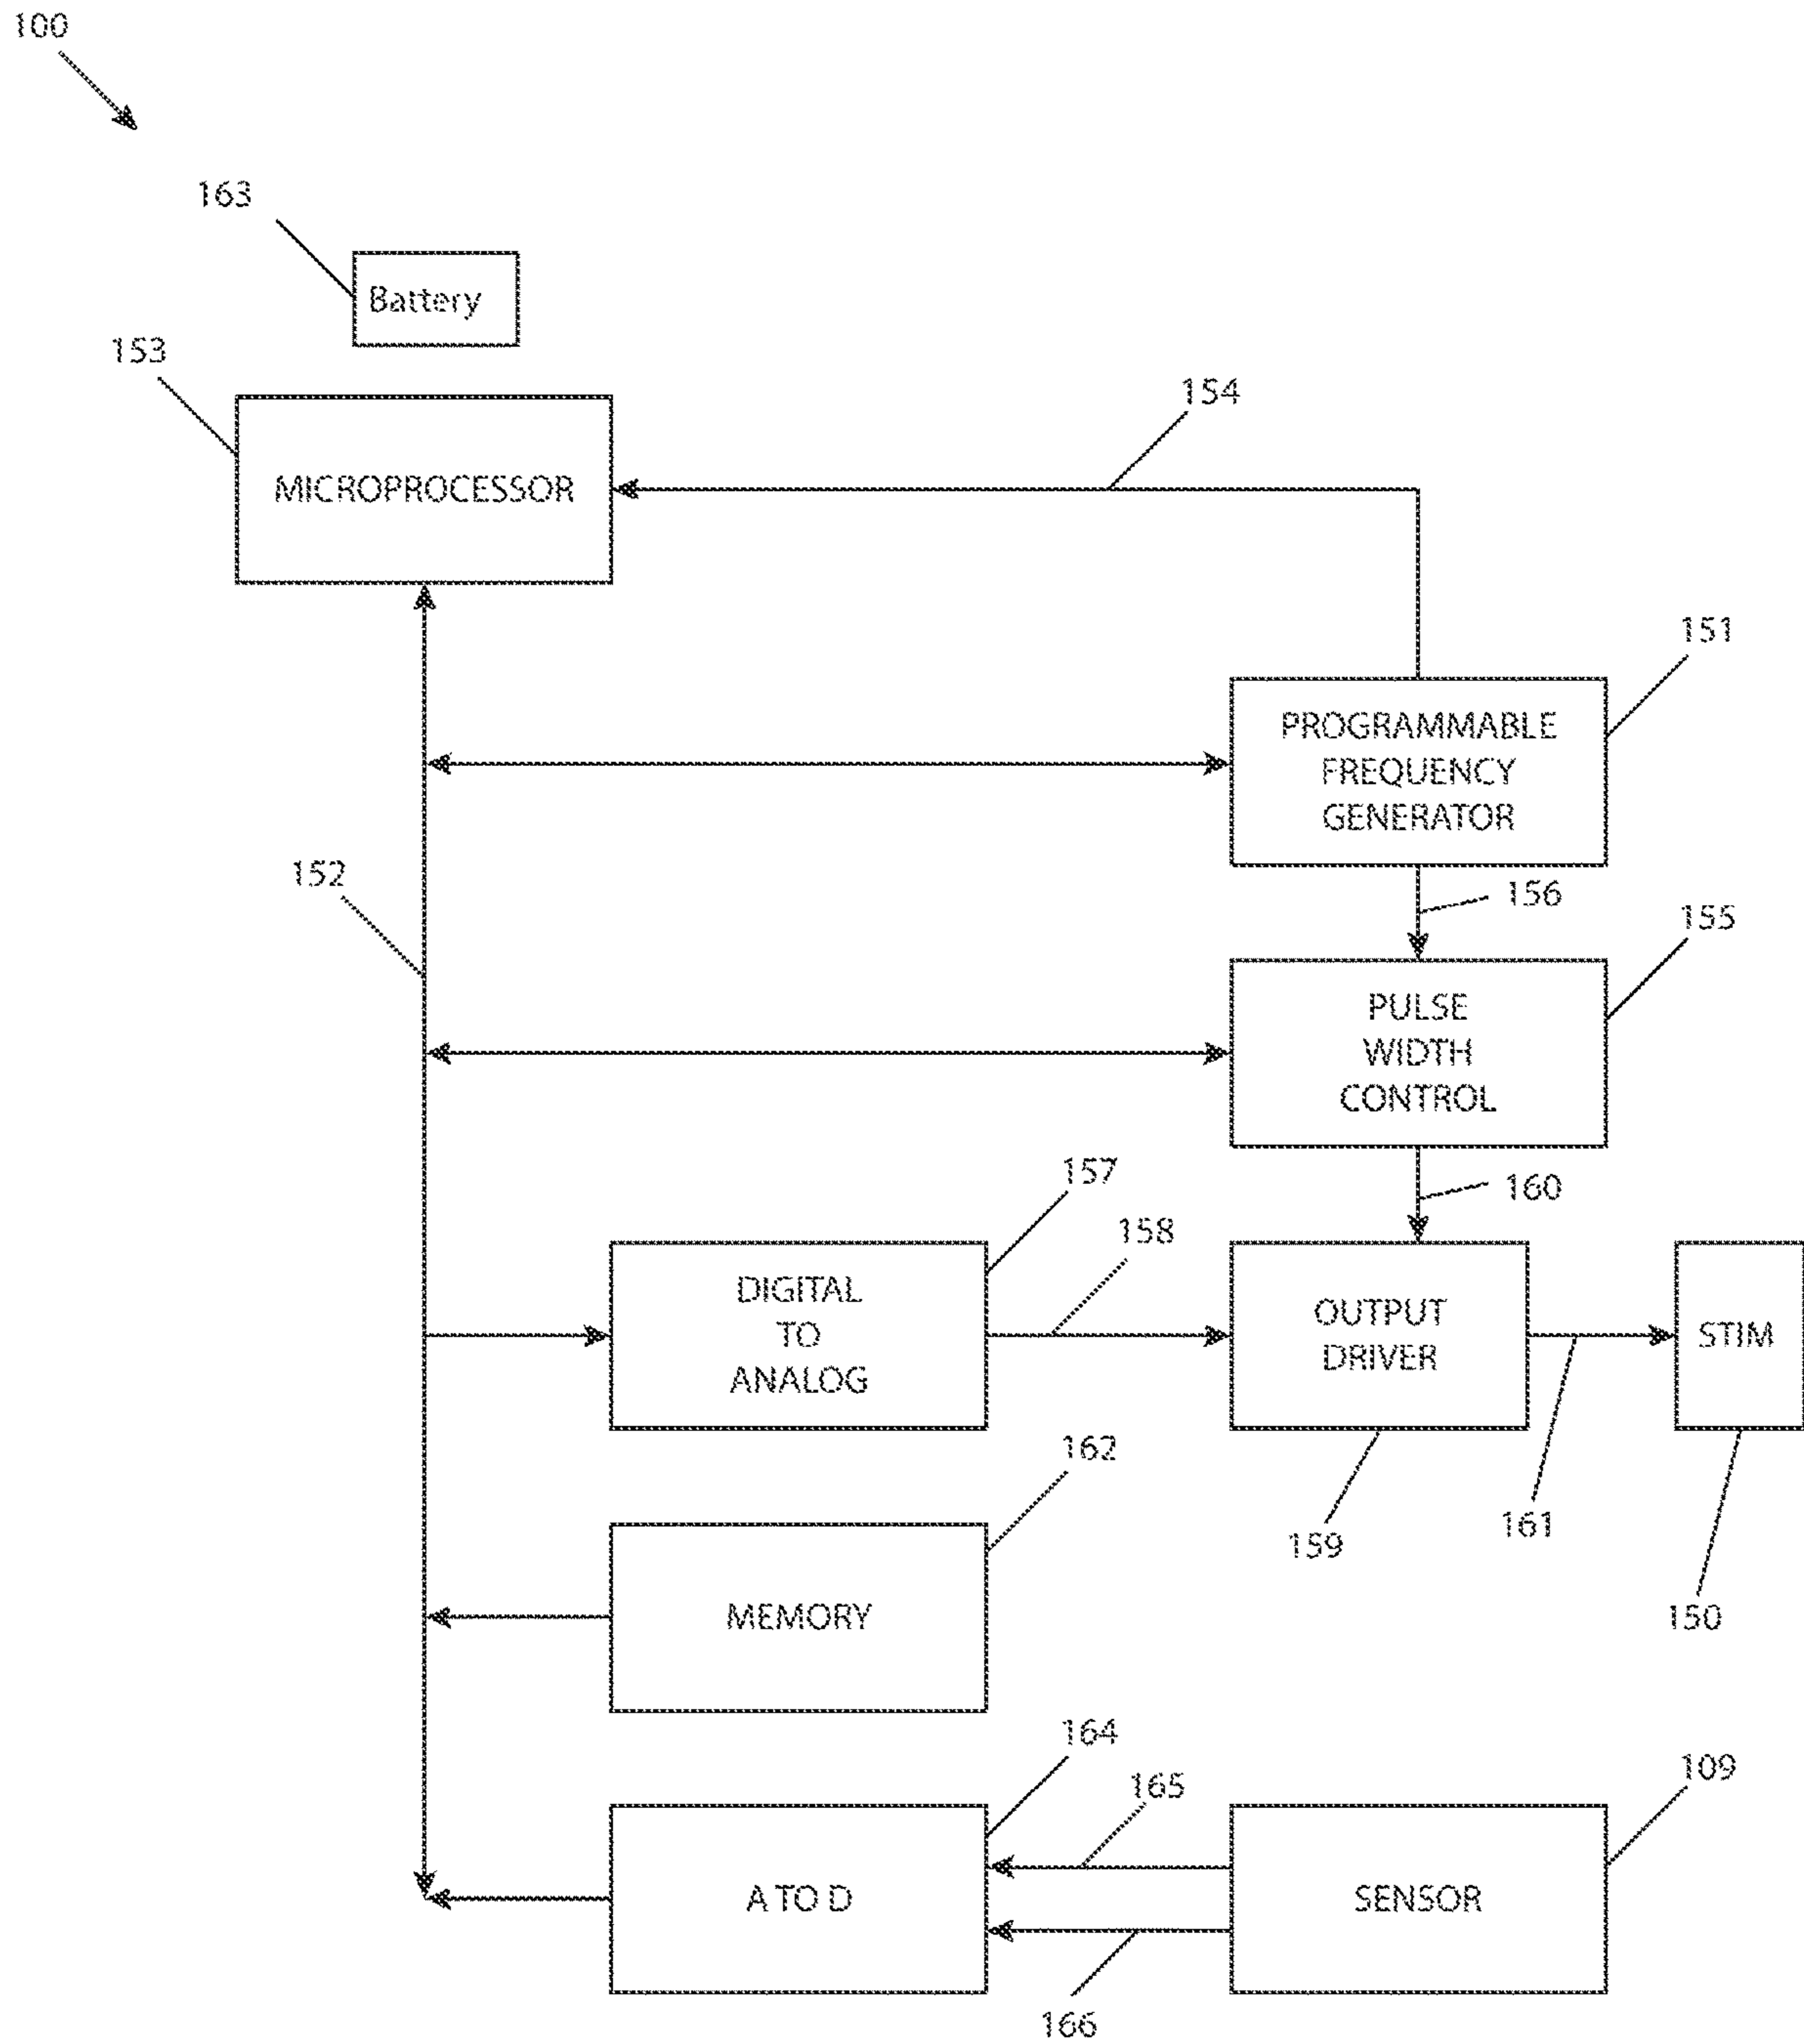 100
163
Battery
153
154
MICROPROCESSOR
151
PROGRAMMABLE
FREQUENCY
GENERATOR
152
156
155
PULSE
WIDTH
CONTROL
157
160
158
DIGITAL
TO
ANALOG
OUTPUT
DRIVER
STIM
162
161
159
MEMORY
150
164
109
165
A TO D
SENSOR
166